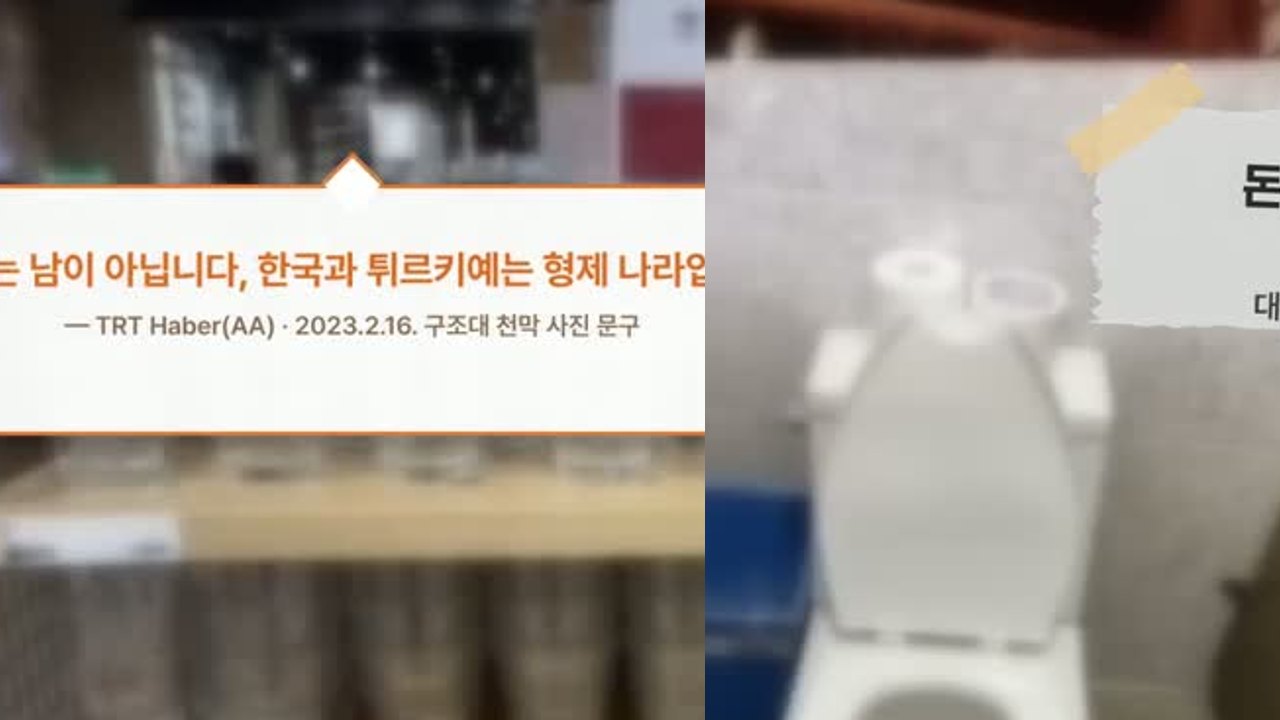 는 남이 아닙니다, 한국과 튀르키예는 형제 나라입
— TRT Haber(AA) · 2023.2.16. 구조대 천막 사진 문구
돈
대